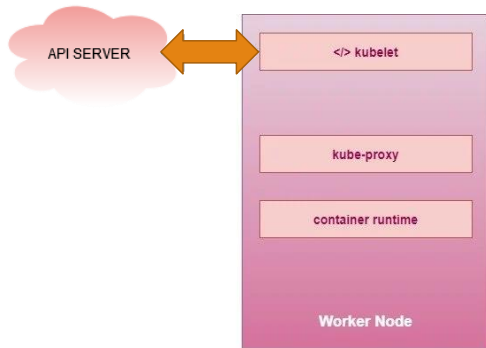 API SERVER
</> kubelet
kube-proxy
container runtime
Worker Node